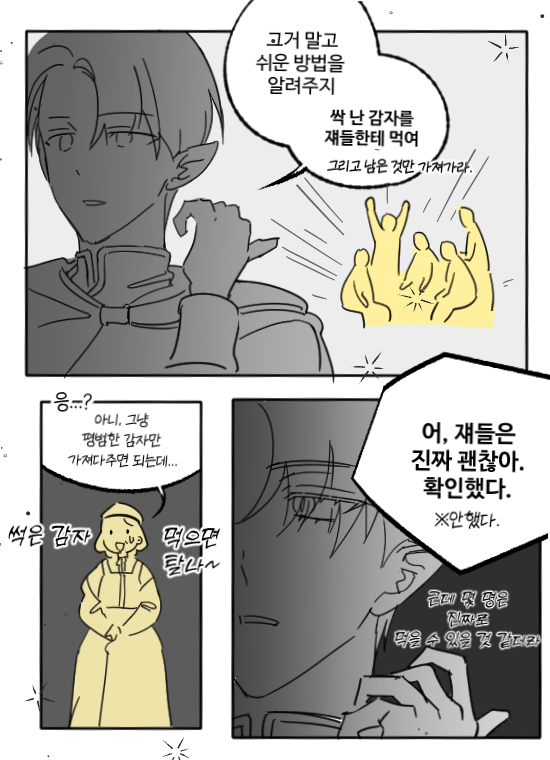 고거 말고
쉬운 방법을
알려주지
싹 난 감자를
쟤들한테 먹여
그리고 남은 것만 가져가라.
응...?
아니, 그냥
평범한 감자만
가져다주면 되는데...
썩은 감자
먹으면
탈나~
어, 쟤들은
진짜 괜찮아.
확인했다.
※안했다.
근데 몇 명은
진짜로
먹을 수 있을 것 같더라